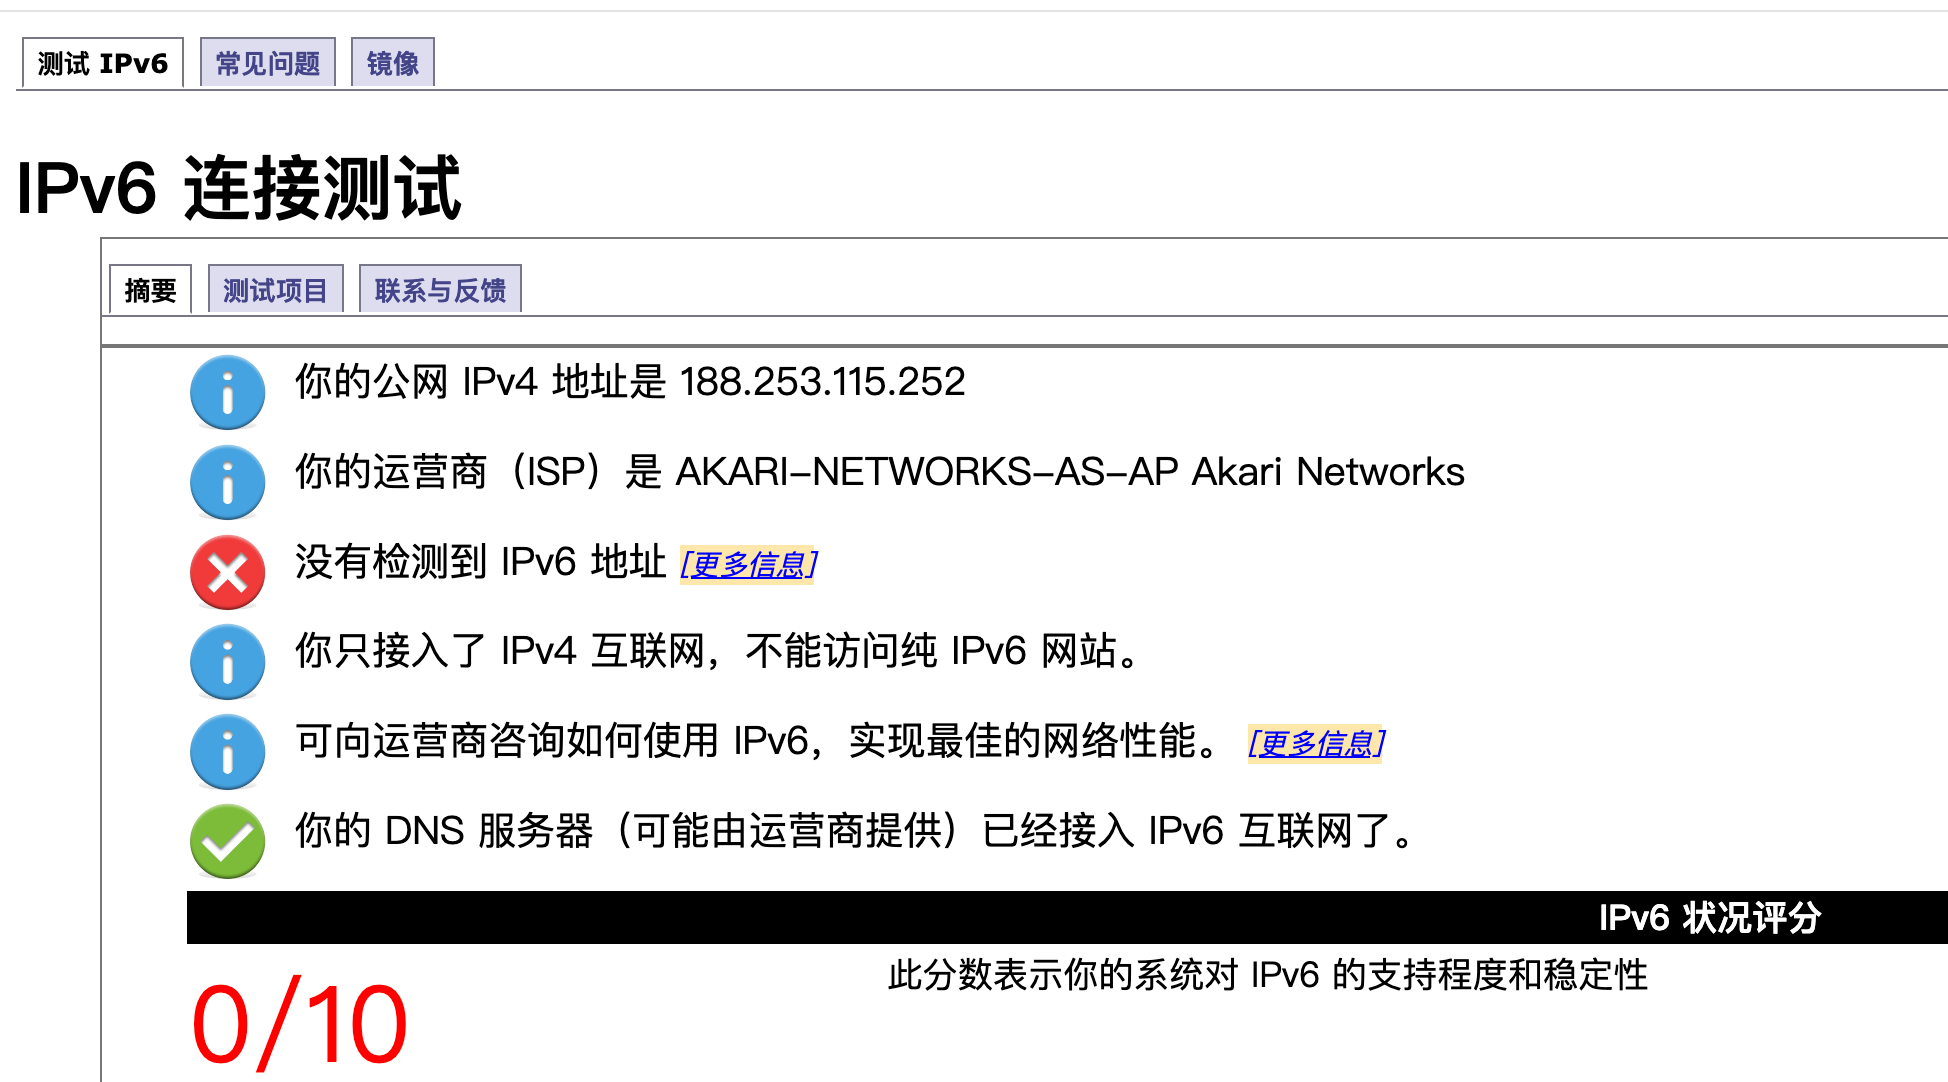 测试 IPv6 常见问题 镜像
IPv6 连接测试
摘要 测试项目 联系与反馈
你的公网 IPv4 地址是 188.253.115.252
你的运营商（ISP）是 AKARI-NETWORKS-AS-AP Akari Networks
没有检测到 IPv6 地址 [更多信息]
你只接入了 IPv4 互联网，不能访问纯 IPv6 网站。
可向运营商咨询如何使用 IPv6，实现最佳的网络性能。 [更多信息]
你的 DNS 服务器（可能由运营商提供）已经接入 IPv6 互联网了。
IPv6 状况评分
此分数表示你的系统对 IPv6 的支持程度和稳定性
0/10